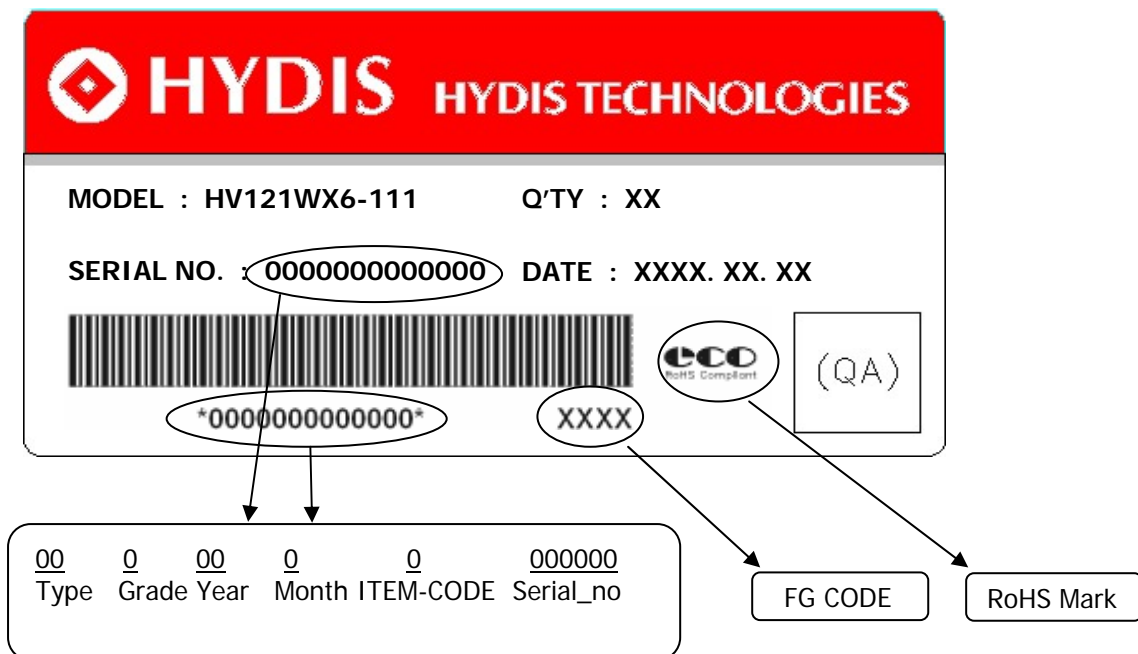 HYDIS HYDIS TECHNOLOGIES
MODEL : HV121WX6-111 Q'TY : XX
SERIAL NO. : 0000000000000 DATE : XXXX. XX. XX
eco
RoHS Compliant
(QA)
*0000000000000* XXXX
00 0 00 0 0 000000
Type Grade Year Month ITEM-CODE Serial_no
FG CODE
RoHS Mark